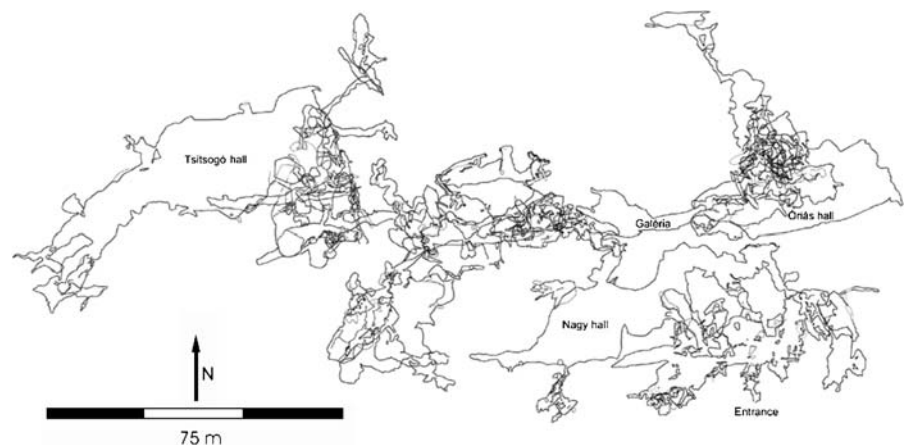 Tsitsogó hall
Galéria
Óriás hall
Nagy hall
N
Entrance
75 m